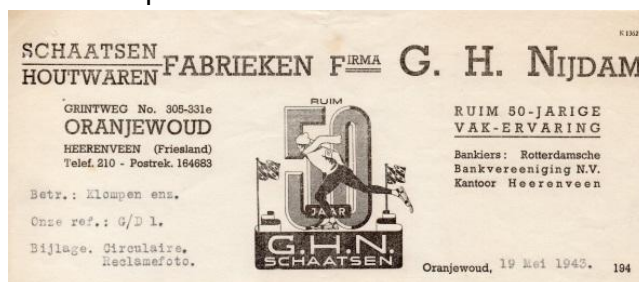 K 1362
SCHAATSEN
HOUTWAREN
FABRIEKEN FIRMA G. H. NIJDAM
GRINTWEG No. 305-331e
ORANJEWOUD
HEERENVEEN (Friesland)
Telef. 210 - Postrek. 164683
RUIM
50
JAAR
G.H.N.
SCHAATSEN
RUIM 50-JARIGE
VAK-ERVARING
Bankiers: Rotterdamsche
Bankvereeniging N.V.
Kantoor Heerenveen
Betr.: Klompen enz.
Onze ref.: G/D 1.
Bijlage. Circulaire.
Reclamefoto.
Oranjewoud, 19 Mei 1943. 194